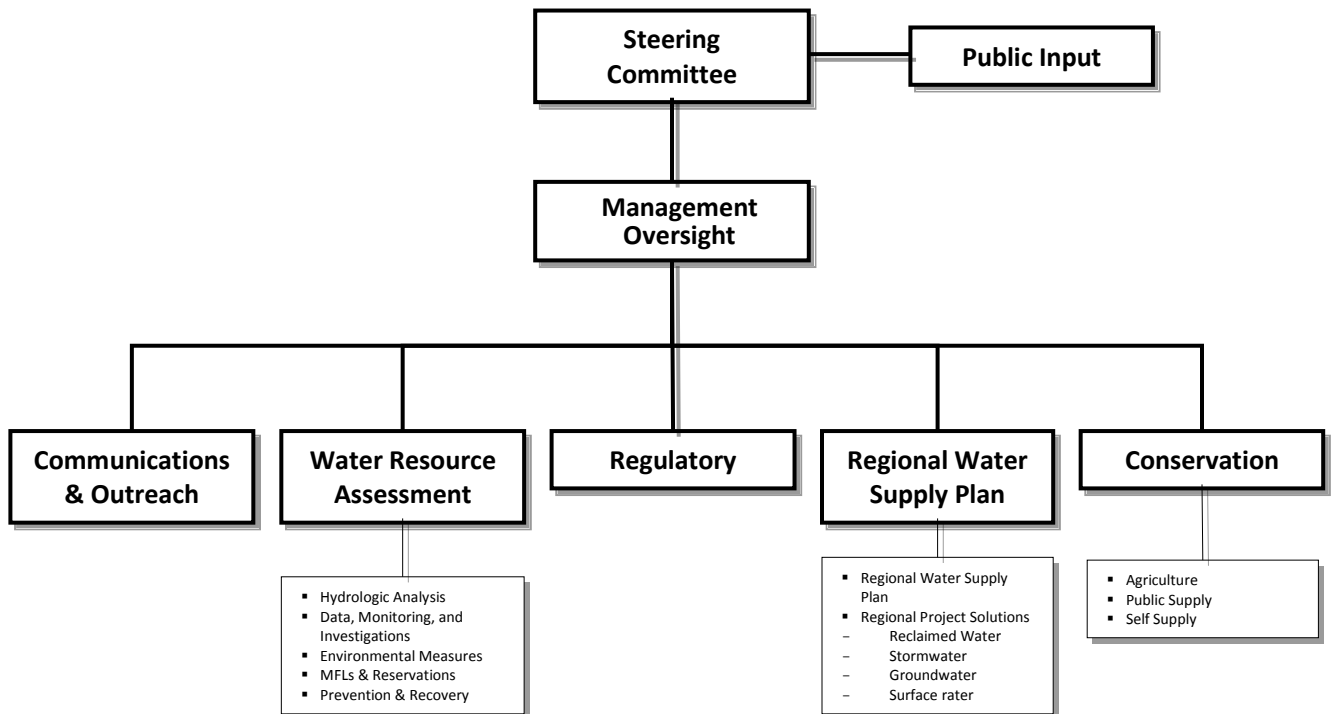 Steering
Committee
Public Input
Management
Oversight
Communications
& Outreach
Water Resource
Assessment
Regulatory
Regional Water
Supply Plan
Conservation
▪ Hydrologic Analysis
▪ Data, Monitoring, and
Investigations
▪ Environmental Measures
▪ MFLs & Reservations
▪ Prevention & Recovery
▪ Regional Water Supply
Plan
▪ Regional Project Solutions
– Reclaimed Water
– Stormwater
– Groundwater
– Surface rater
▪ Agriculture
▪ Public Supply
▪ Self Supply